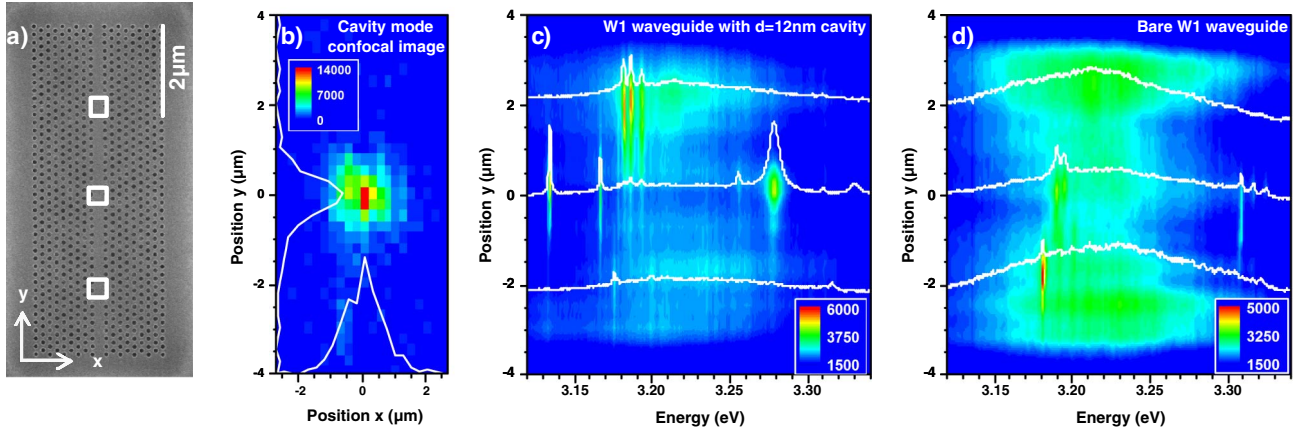 a)
2µm
y
x
b)
Cavity mode
confocal image
14000
7000
0
4
2
0
-2
-4
Position y (µm)
-2
0
2
Position x (µm)
c)
W1 waveguide with d=12nm cavity
4
2
0
-2
-4
Position y (µm)
6000
3750
1500
3.15
3.20
3.25
3.30
Energy (eV)
d)
Bare W1 waveguide
4
2
0
-2
-4
Position y (µm)
5000
3250
1500
3.15
3.20
3.25
3.30
Energy (eV)